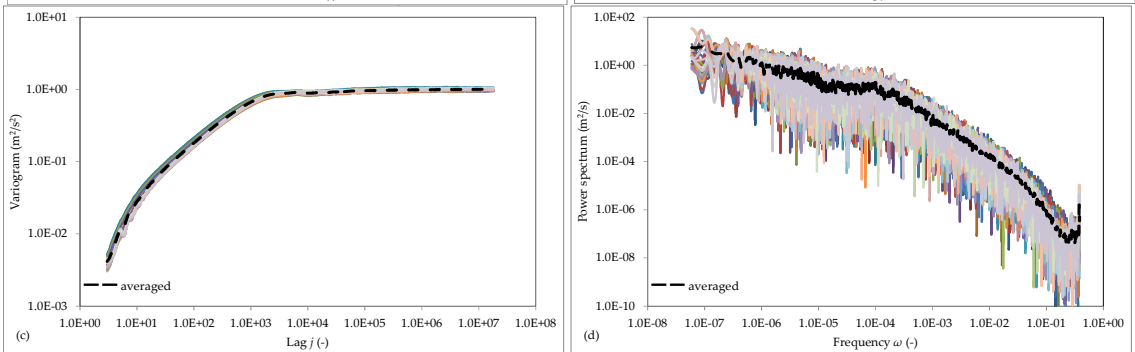 1.0E+01
1.0E+00
1.0E-01
1.0E-02
1.0E-03
Variogram (m²/s²)
averaged
1.0E+00 1.0E+01 1.0E+02 1.0E+03 1.0E+04 1.0E+05 1.0E+06 1.0E+07 1.0E+08
(c)
Lag j (-)
1.0E+02
1.0E+00
1.0E-02
1.0E-04
1.0E-06
1.0E-08
1.0E-10
Power spectrum (m²/s)
averaged
1.0E-08 1.0E-07 1.0E-06 1.0E-05 1.0E-04 1.0E-03 1.0E-02 1.0E-01 1.0E+00
(d)
Frequency ω (-)